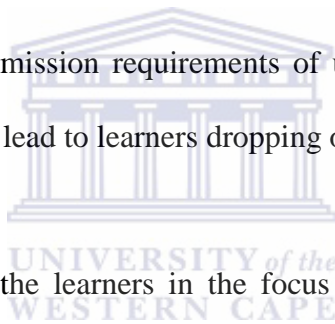 mission requirements of
lead to learners dropping
UNIVERSITY of the
the learners in the focus
WESTERN CAPE